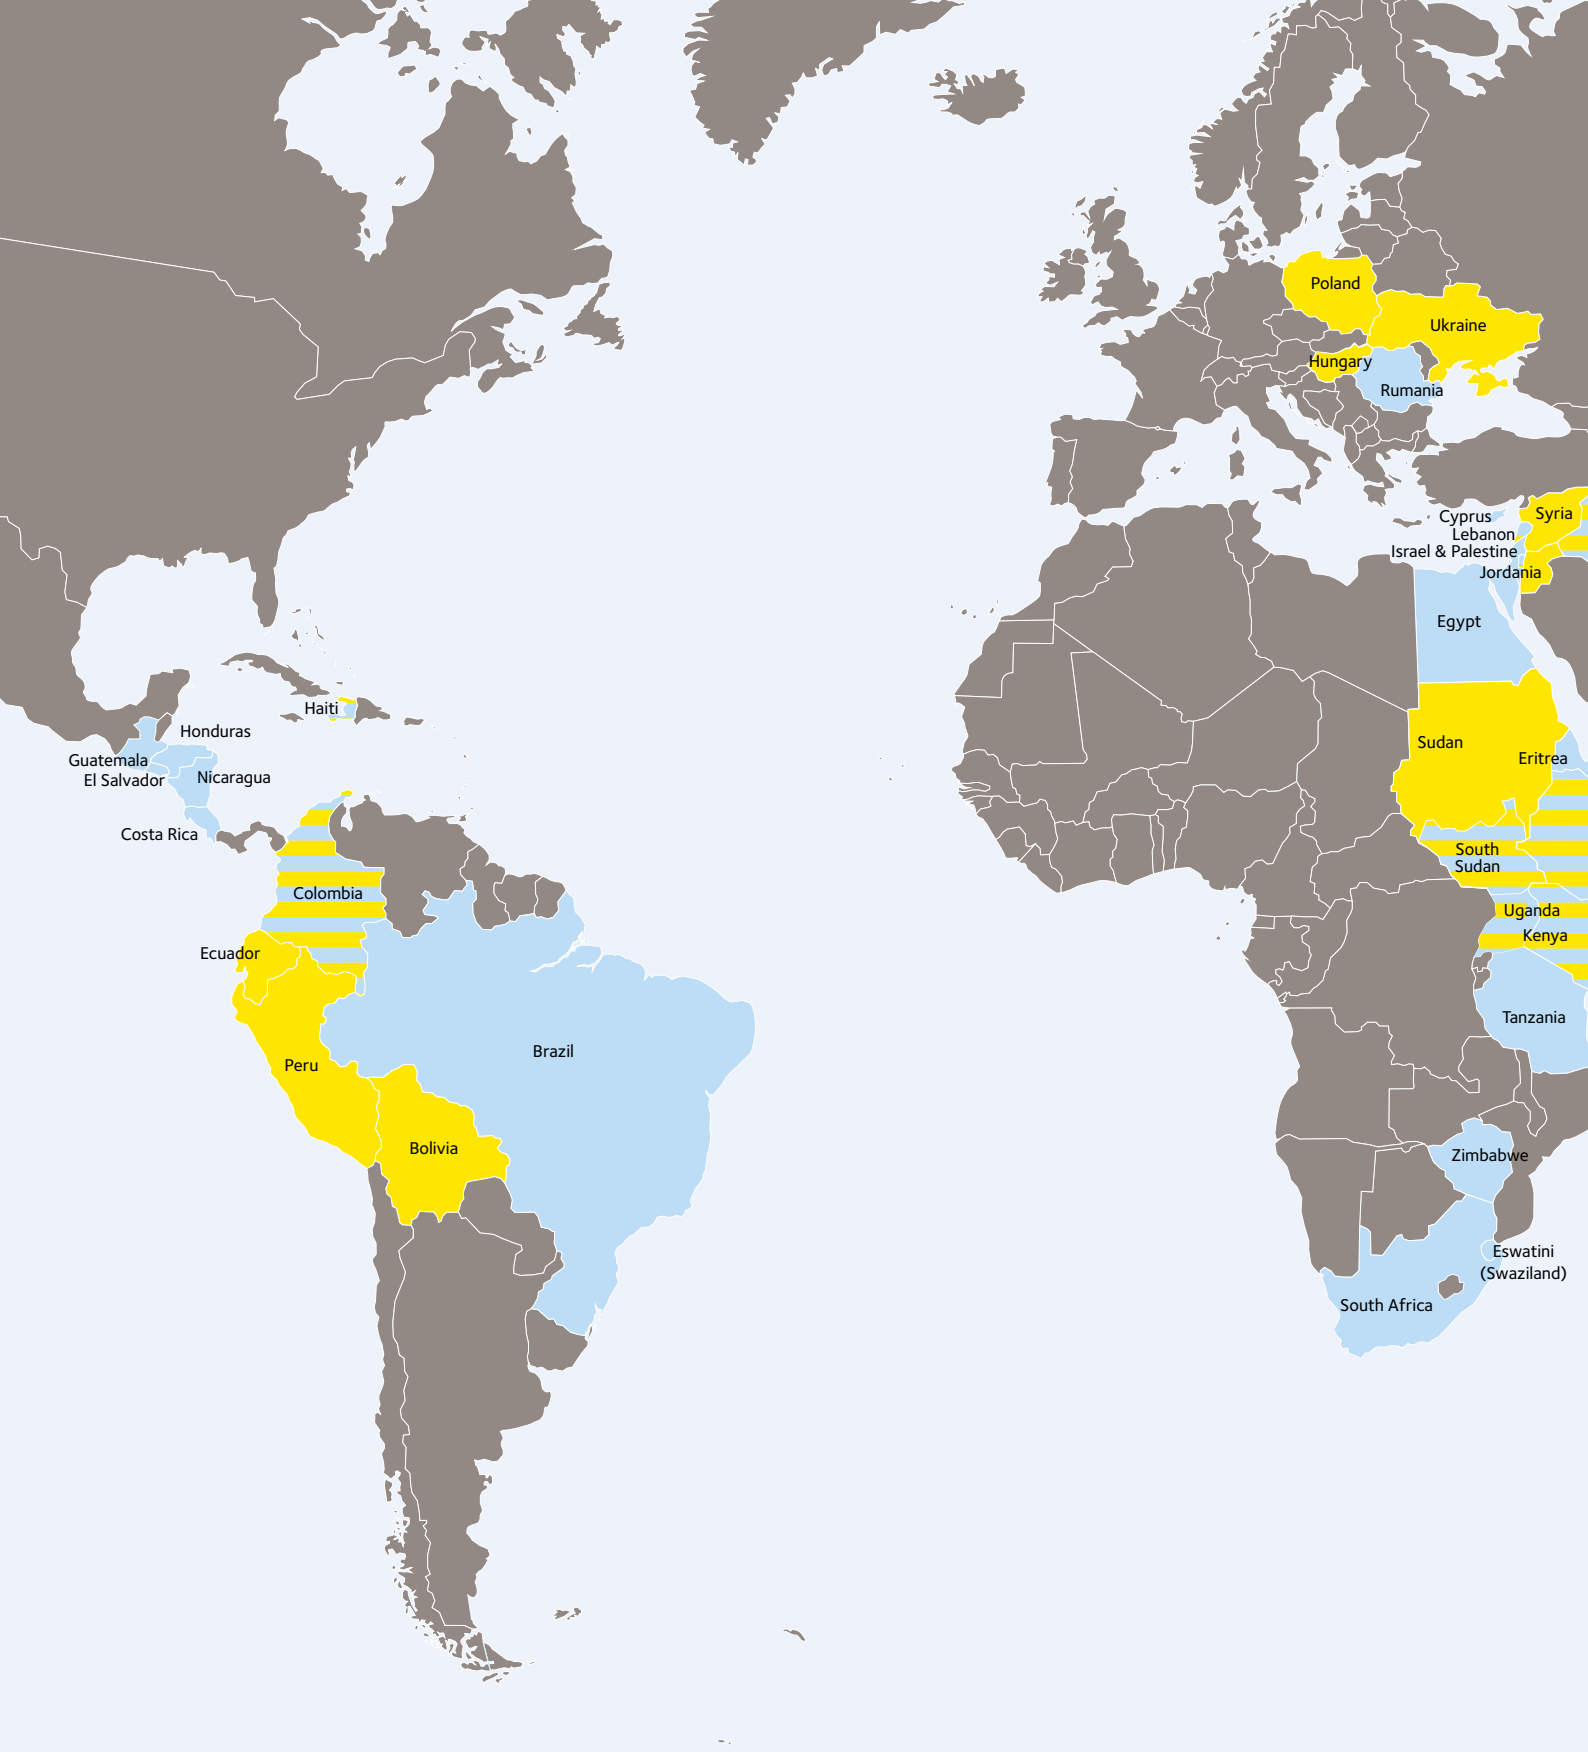 Poland
Ukraine
Hungary
Rumania
Cyprus
Syria
Lebanon
Israel & Palestine
Jordania
Egypt
Haiti
Honduras
Guatemala
El Salvador
Nicaragua
Costa Rica
Sudan
Eritrea
South
Sudan
Colombia
Uganda
Kenya
Ecuador
Tanzania
Brazil
Peru
Bolivia
Zimbabwe
Eswatini
(Swaziland)
South Africa